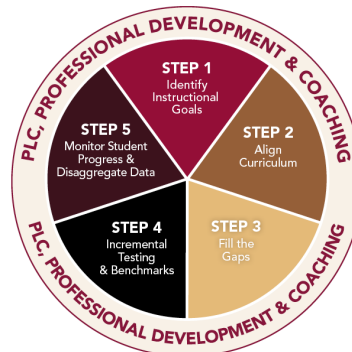 PLC, PROFESSIONAL DEVELOPMENT & COACHING
STEP 1
Identify
Instructional
Goals
STEP 2
Align
Curriculum
STEP 3
Fill the
Gaps
STEP 4
Incremental
Testing
& Benchmarks
STEP 5
Monitor Student
Progress &
Disaggregate Data
PLC, PROFESSIONAL DEVELOPMENT & COACHING